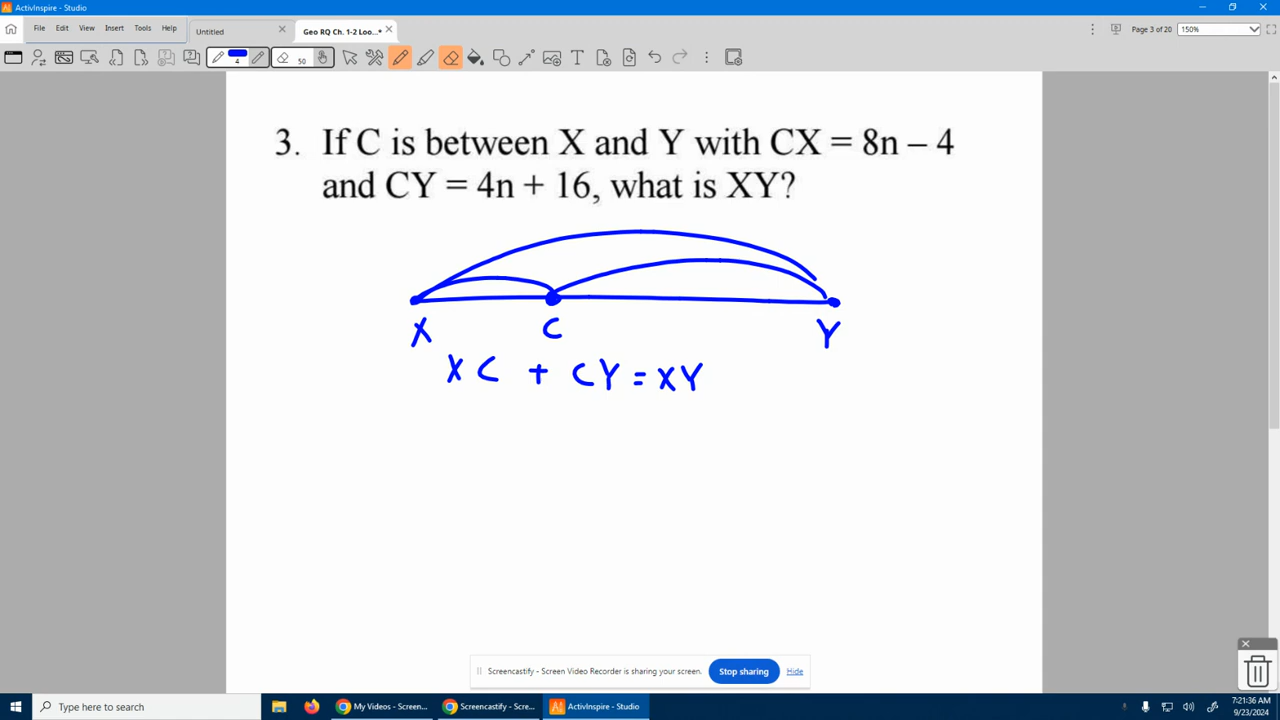 ActivInspire - Studio
File Edit View Insert Tools Help
Untitled
Geo RQ Ch. 1-2 Loo...*
Page 3 of 20
150%
4
50
3. If C is between X and Y with CX = 8n – 4
and CY = 4n + 16, what is XY?
X C Y
XC + CY = XY
Screencastify - Screen Video Recorder is sharing your screen. Stop sharing Hide
Type here to search
My Videos - Screen...
Screencastify - Scree...
ActivInspire - Studio
7:21:36 AM
9/23/2024